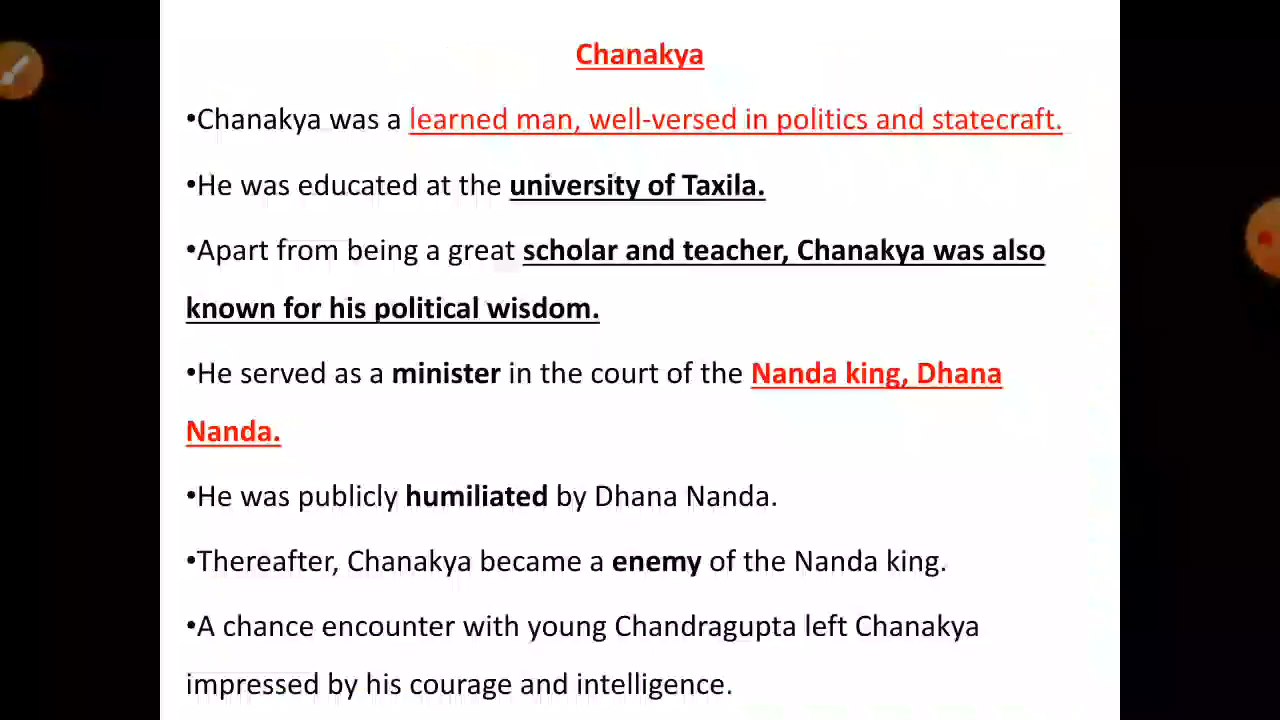 Chanakya
•Chanakya was a learned man, well-versed in politics and statecraft.
•He was educated at the university of Taxila.
•Apart from being a great scholar and teacher, Chanakya was also
known for his political wisdom.
•He served as a minister in the court of the Nanda king, Dhana
Nanda.
•He was publicly humiliated by Dhana Nanda.
•Thereafter, Chanakya became a enemy of the Nanda king.
•A chance encounter with young Chandragupta left Chanakya
impressed by his courage and intelligence.